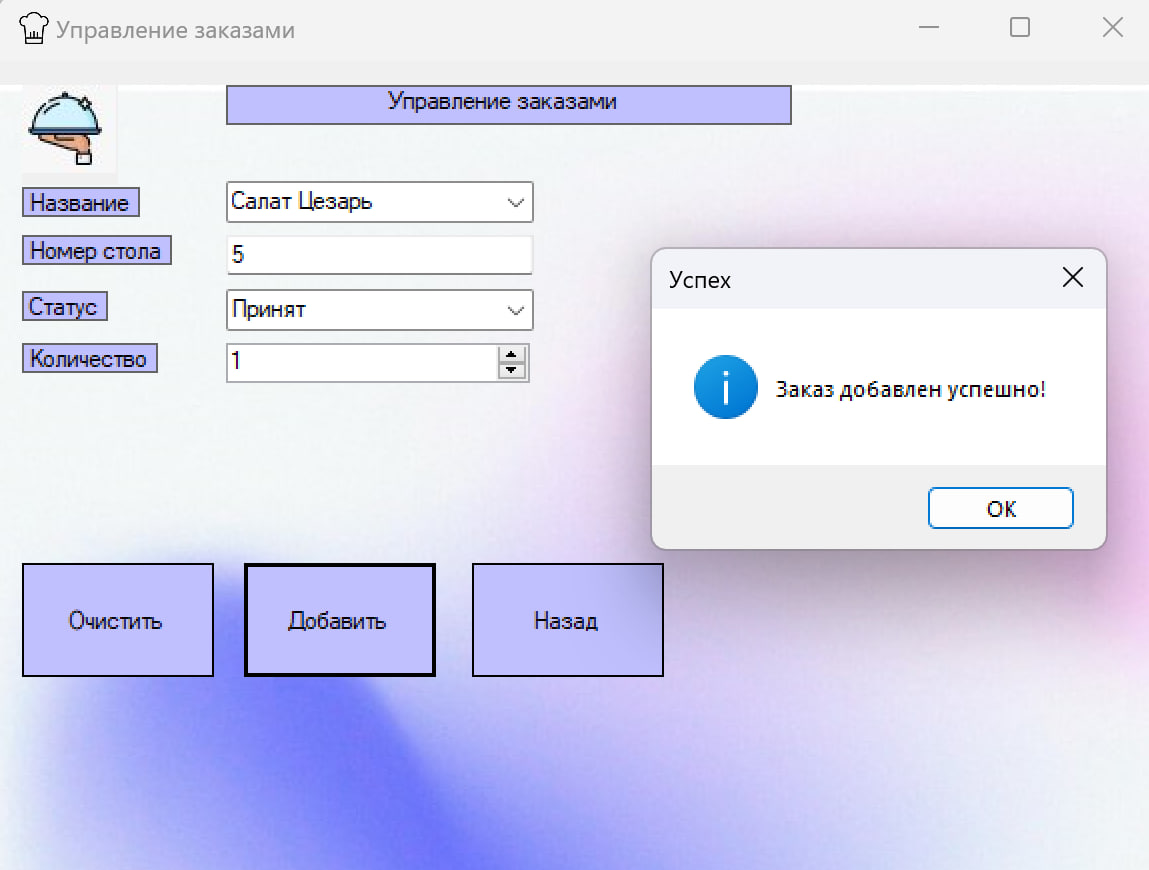 Управление заказами
Управление заказами
Название
Салат Цезарь
Номер стола
5
Статус
Принят
Количество
1
Успех
Заказ добавлен успешно!
ОК
Очистить
Добавить
Назад